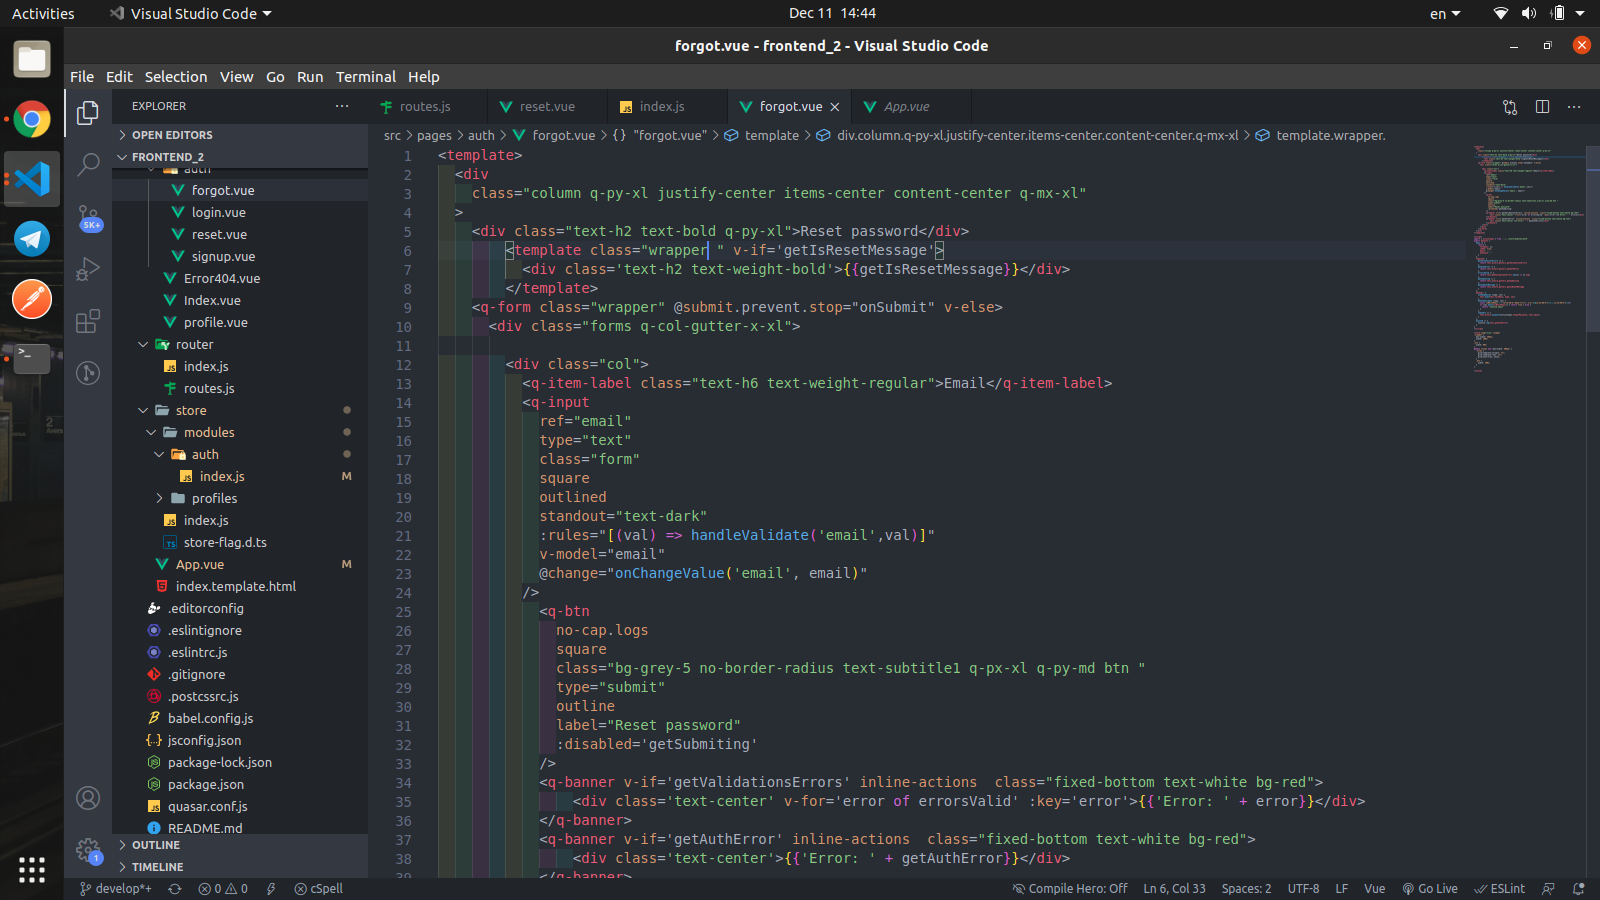 Activities
Visual Studio Code
Dec 11 14:44
en
forgot.vue - frontend_2 - Visual Studio Code
File Edit Selection View Go Run Terminal Help
EXPLORER
OPEN EDITORS
FRONTEND_2
auth
forgot.vue
login.vue
reset.vue
signup.vue
Error404.vue
Index.vue
profile.vue
router
index.js
routes.js
store
modules
auth
index.js M
profiles
index.js
store-flag.d.ts
App.vue M
index.template.html
.editorconfig
.eslintignore
.eslintrc.js
.gitignore
.postcssrc.js
babel.config.js
jsconfig.json
package-lock.json
package.json
quasar.conf.js
README.md
OUTLINE
TIMELINE
5K+
1
routes.js
reset.vue
index.js
forgot.vue
App.vue
src > pages > auth > forgot.vue > {} "forgot.vue" > template > div.column.q-py-xl.justify-center.items-center.content-center.q-mx-xl > template.wrapper.
1 <template>
2 <div
3 class="column q-py-xl justify-center items-center content-center q-mx-xl"
4 >
5 <div class="text-h2 text-bold q-py-xl">Reset password</div>
6 <template class="wrapper " v-if='getIsResetMessage'>
7 <div class='text-h2 text-weight-bold'>{{getIsResetMessage}}</div>
8 </template>
9 <q-form class="wrapper" @submit.prevent.stop="onSubmit" v-else>
10 <div class="forms q-col-gutter-x-xl">
11
12 <div class="col">
13 <q-item-label class="text-h6 text-weight-regular">Email</q-item-label>
14 <q-input
15 ref="email"
16 type="text"
17 class="form"
18 square
19 outlined
20 standout="text-dark"
21 :rules="[(val) => handleValidate('email',val)]"
22 v-model="email"
23 @change="onChangeValue('email', email)"
24 />
25 <q-btn
26 no-cap.logs
27 square
28 class="bg-grey-5 no-border-radius text-subtitle1 q-px-xl q-py-md btn "
29 type="submit"
30 outline
31 label="Reset password"
32 :disabled='getSubmiting'
33 />
34 <q-banner v-if='getValidationsErrors' inline-actions  class="fixed-bottom text-white bg-red">
35 <div class='text-center' v-for='error of errorsValid' :key='error'>{{'Error: ' + error}}</div>
36 </q-banner>
37 <q-banner v-if='getAuthError' inline-actions  class="fixed-bottom text-white bg-red">
38 <div class='text-center'>{{'Error: ' + getAuthError}}</div>
39 </q-banner>
develop*+
0 0
cSpell
Compile Hero: Off
Ln 6, Col 33
Spaces: 2
UTF-8
LF
Vue
Go Live
ESLint